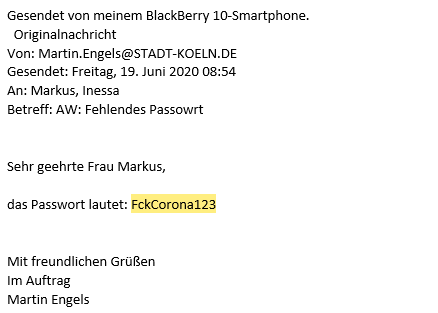 Gesendet von meinem BlackBerry 10-Smartphone.
Originalnachricht
Von: Martin.Engels@STADT-KOELN.DE
Gesendet: Freitag, 19. Juni 2020 08:54
An: Markus, Inessa
Betreff: AW: Fehlendes Passowrt
Sehr geehrte Frau Markus,
das Passwort lautet: FckCorona123
Mit freundlichen Grüßen
Im Auftrag
Martin Engels